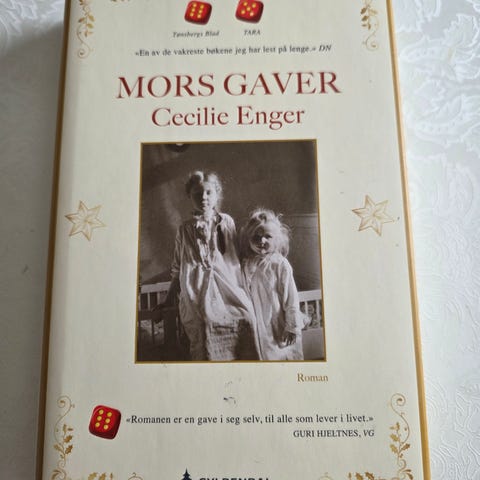 Tønsbergs Blad TARA
«En av de vakreste bøkene jeg har lest på lenge.» DN
MORS GAVER
Cecilie Enger
Roman
«Romanen er en gave i seg selv, til alle som lever i livet.»
GURI HJELTNES, VG
GYLDENDAL